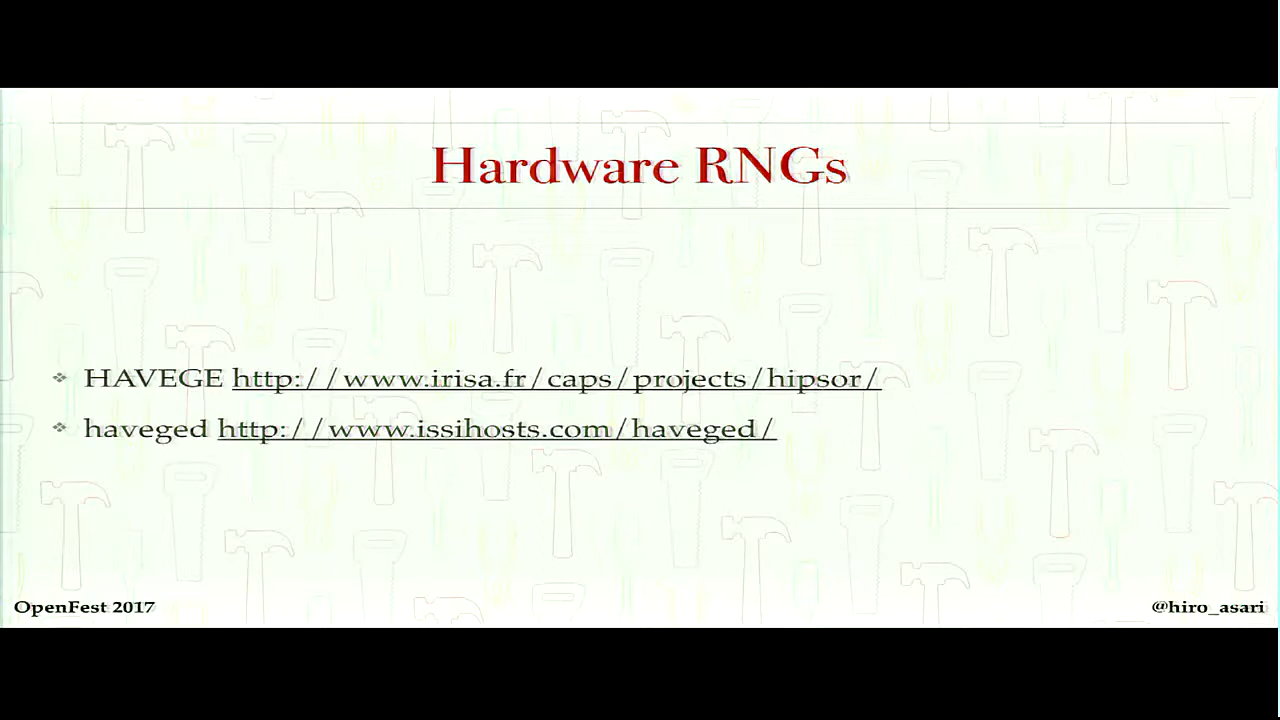 Hardware RNGs
HAVEGE http://www.irisa.fr/caps/projects/hipsor/
haveged http://www.issihosts.com/haveged/
OpenFest 2017
@hiro_asari